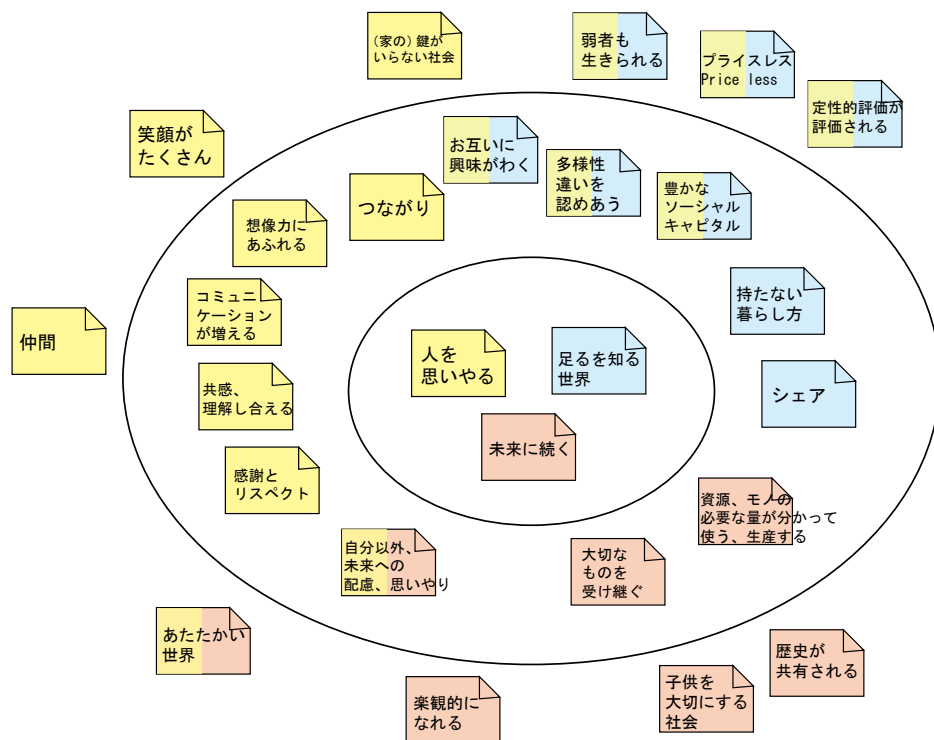 (家の)鍵が
いらない社会
弱者も
生きられる
プライスレス
Price less
定性的評価が
評価される
笑顔が
たくさん
お互いに
興味がわく
多様性
違いを
認めあう
豊かな
ソーシャル
キャピタル
つながり
想像力に
あふれる
コミュニ
ケーション
が増える
持たない
暮らし方
仲間
人を
思いやる
足るを知る
世界
シェア
共感、
理解し合える
未来に続く
感謝と
リスペクト
資源、モノの
必要な量が分かって
使う、生産する
自分以外、
未来への
配慮、思いやり
大切な
ものを
受け継ぐ
あたたかい
世界
歴史が
共有される
楽観的に
なれる
子供を
大切にする
社会